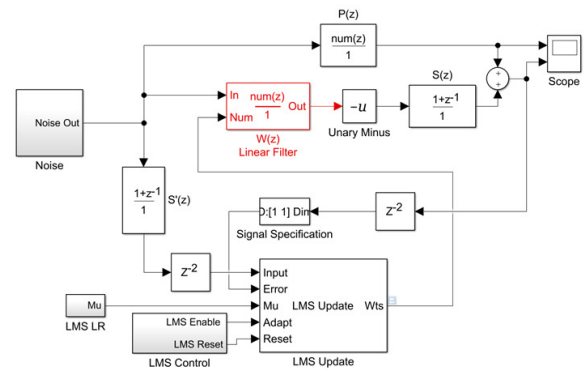 P(z)
num(z)
1
S(z)
+
+
Scope
In
num(z)
1
Out
Num
-u
1+z-1
1
Noise Out
W(z)
Linear Filter
Unary Minus
Noise
1+z-1
1
S'(z)
D:[1 1] Dim
Z-2
Signal Specification
Z-2
Input
Error
Mu
Mu
LMS Update
Wts
LMS LR
LMS Enable
Adapt
LMS Reset
Reset
LMS Control
LMS Update